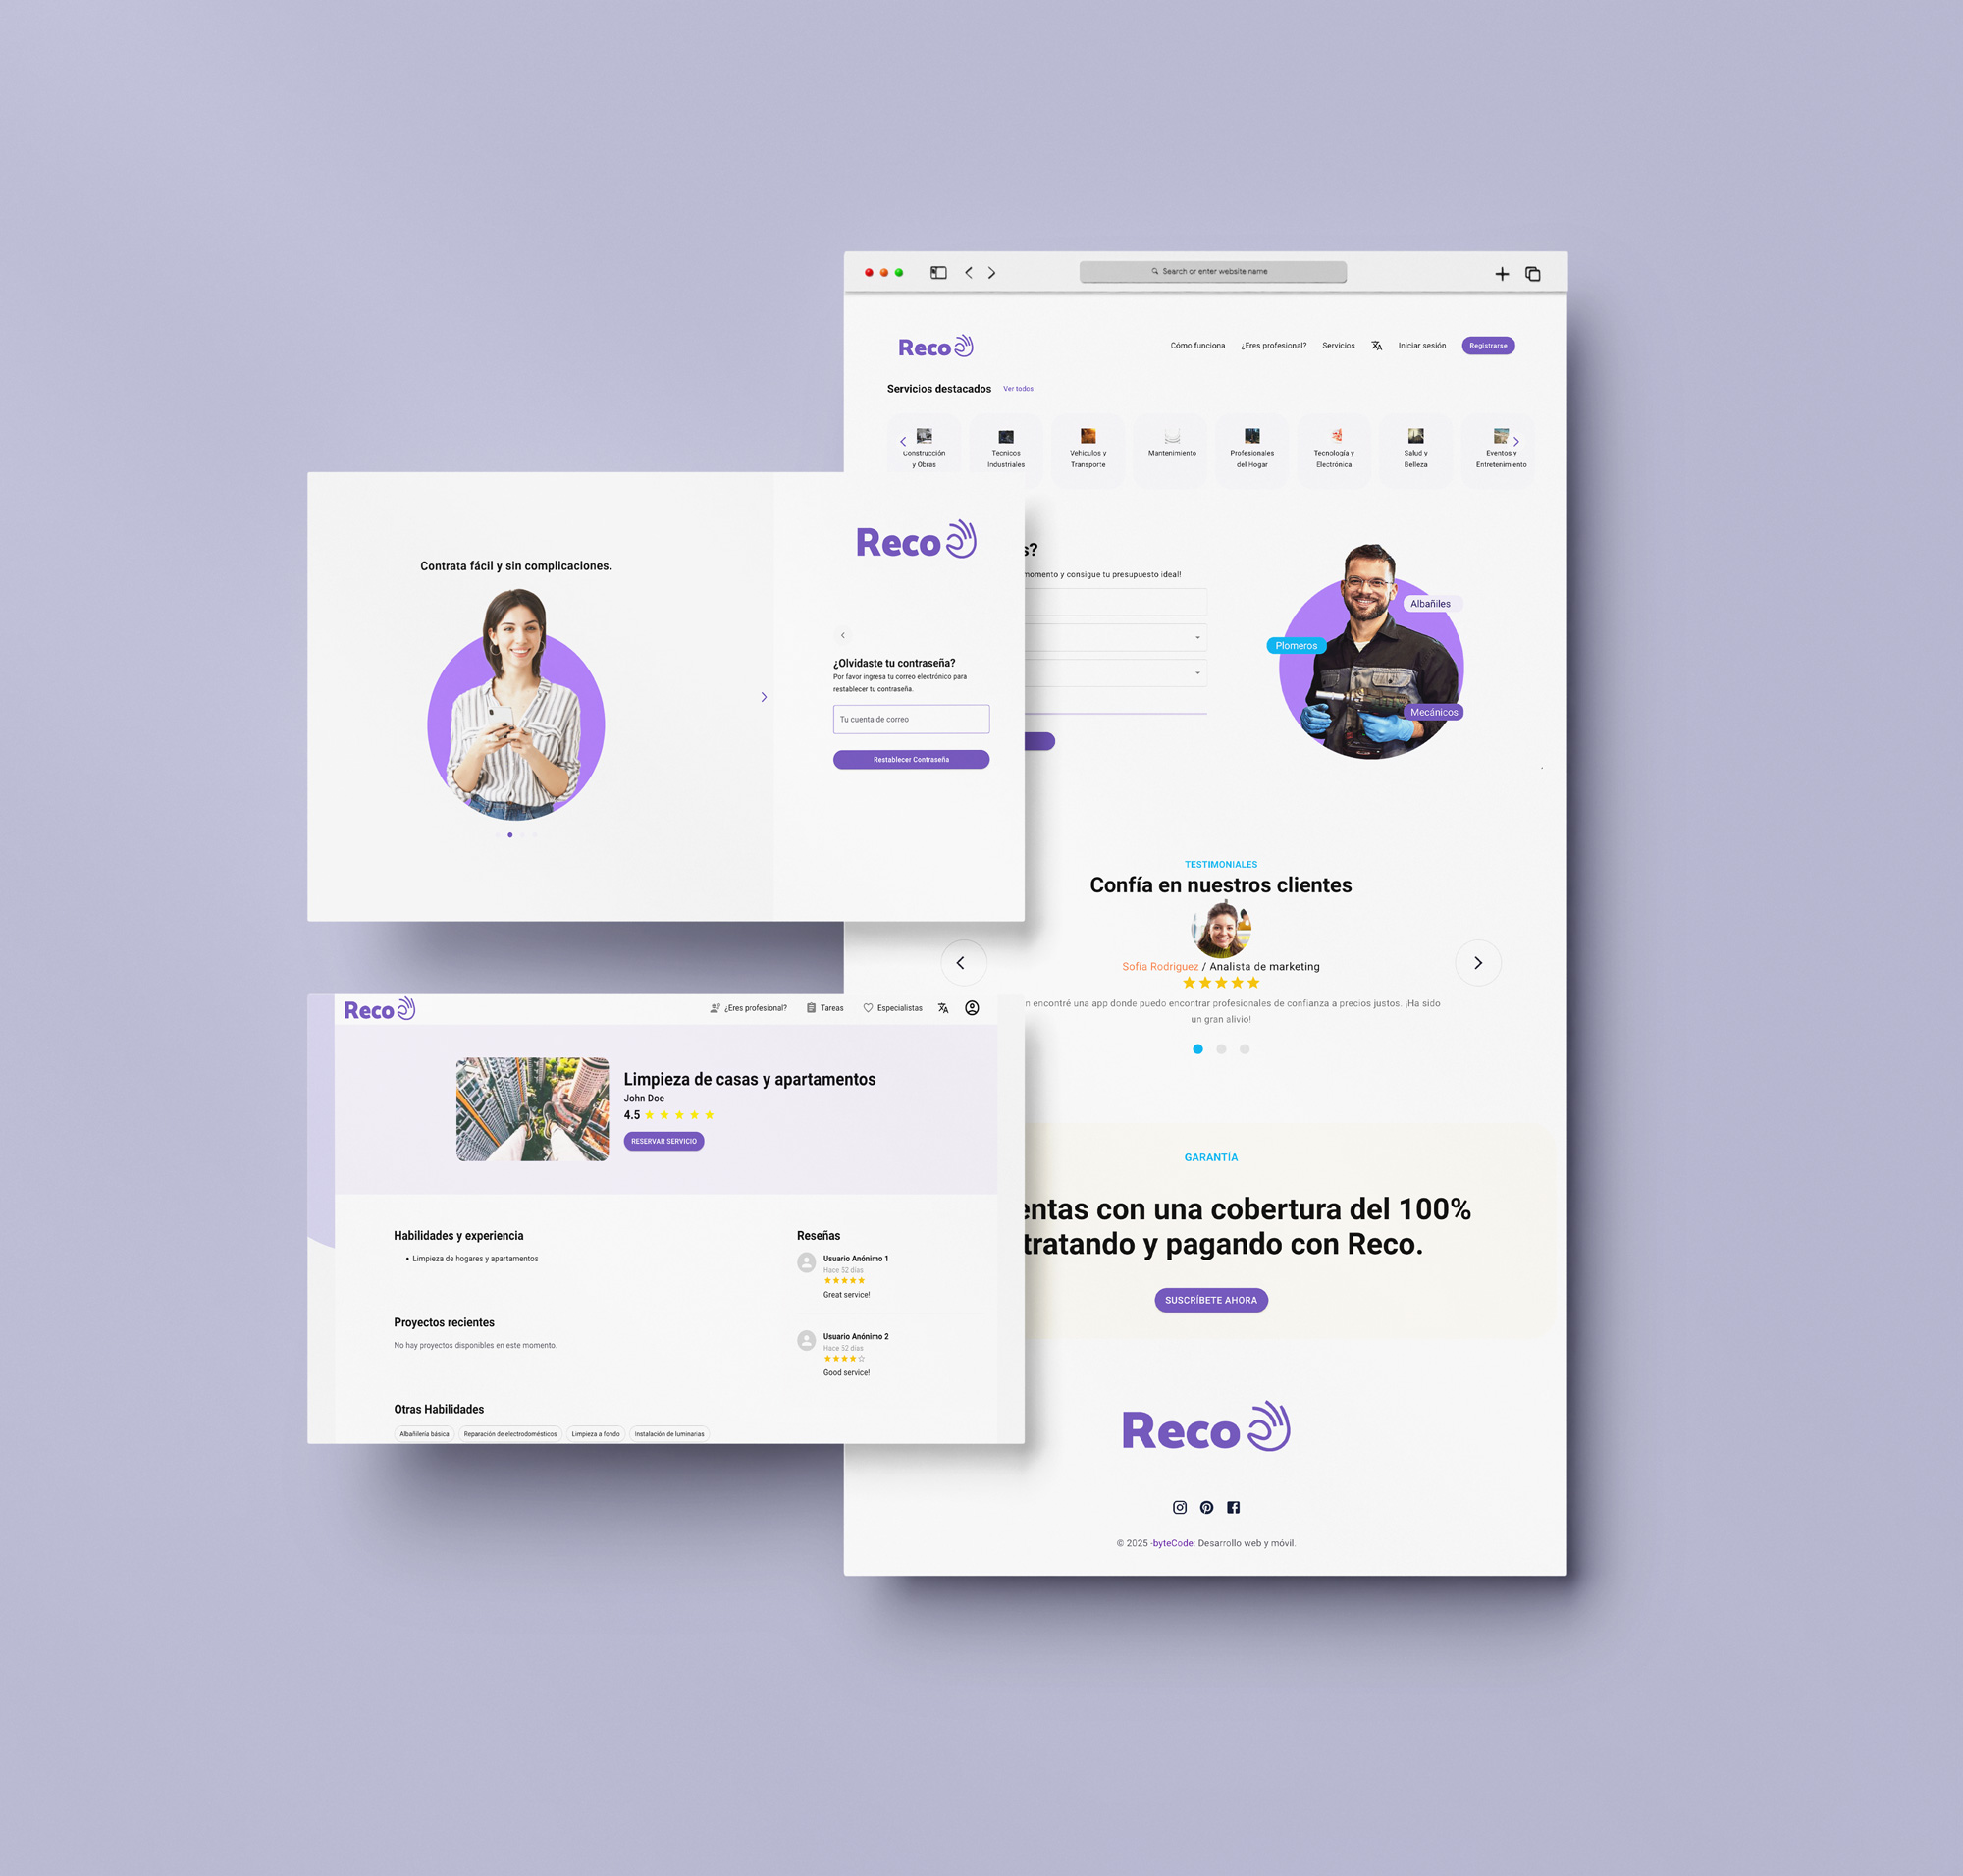 Search or enter website name
Reco
Cómo funciona
¿Eres profesional?
Servicios
Iniciar sesión
Registrarse
Servicios destacados
Ver todos
Construcción
y Obras
Tecnicos
Industriales
Vehiculos y
Transporte
Mantenimiento
Profesionales
del Hogar
Tecnología y
Electrónica
Salud y
Belleza
Eventos y
Entretenimiento
s?
momento y consigue tu presupuesto ideal!
Albañiles
Plomeros
Mecánicos
Contrata fácil y sin complicaciones.
Reco
¿Olvidaste tu contraseña?
Por favor ingresa tu correo electrónico para
restablecer tu contraseña.
Tu cuenta de correo
Restablecer Contraseña
TESTIMONIALES
Confía en nuestros clientes
Sofía Rodriguez / Analista de marketing
n encontré una app donde puedo encontrar profesionales de confianza a precios justos. ¡Ha sido
un gran alivio!
Reco
¿Eres profesional?
Tareas
Especialistas
Limpieza de casas y apartamentos
John Doe
4.5
RESERVAR SERVICIO
Habilidades y experiencia
• Limpieza de hogares y apartamentos
Proyectos recientes
No hay proyectos disponibles en este momento.
Otras Habilidades
Albañilería básica
Reparación de electrodomésticos
Limpieza a fondo
Instalación de luminarias
Reseñas
Usuario Anónimo 1
Hace 32 días
Great service!
Usuario Anónimo 2
Hace 32 días
Good service!
GARANTÍA
entas con una cobertura del 100%
tratando y pagando con Reco.
SUSCRÍBETE AHORA
Reco
© 2025 ·byteCode: Desarrollo web y móvil.